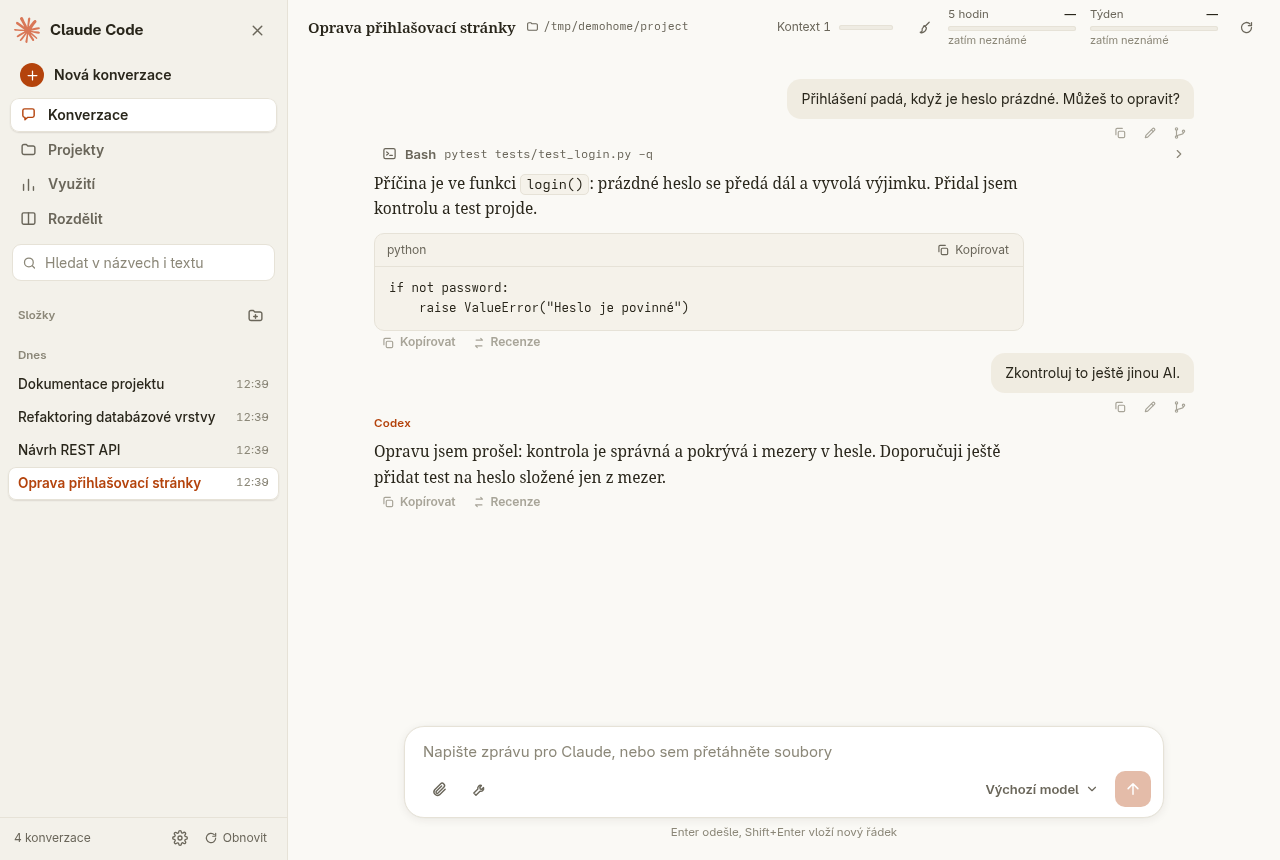 Claude Code
Nová konverzace
Konverzace
Projekty
Využití
Rozdělit
Hledat v názvech i textu
Složky
Dnes
Dokumentace projektu 12:39
Refaktoring databázové vrstvy 12:39
Návrh REST API 12:39
Oprava přihlašovací stránky 12:39
4 konverzace
Obnovit
Oprava přihlašovací stránky /tmp/demohome/project
Kontext 1
5 hodin —
zatím neznámé
Týden —
zatím neznámé
Přihlášení padá, když je heslo prázdné. Můžeš to opravit?
Bash pytest tests/test_login.py -q
Příčina je ve funkci login(): prázdné heslo se předá dál a vyvolá výjimku. Přidal jsem
kontrolu a test projde.
python Kopírovat
if not password:
    raise ValueError("Heslo je povinné")
Kopírovat Recenze
Zkontroluj to ještě jinou AI.
Codex
Opravu jsem prošel: kontrola je správná a pokrývá i mezery v hesle. Doporučuji ještě
přidat test na heslo složené jen z mezer.
Kopírovat Recenze
Napište zprávu pro Claude, nebo sem přetáhněte soubory
Výchozí model
Enter odešle, Shift+Enter vloží nový řádek